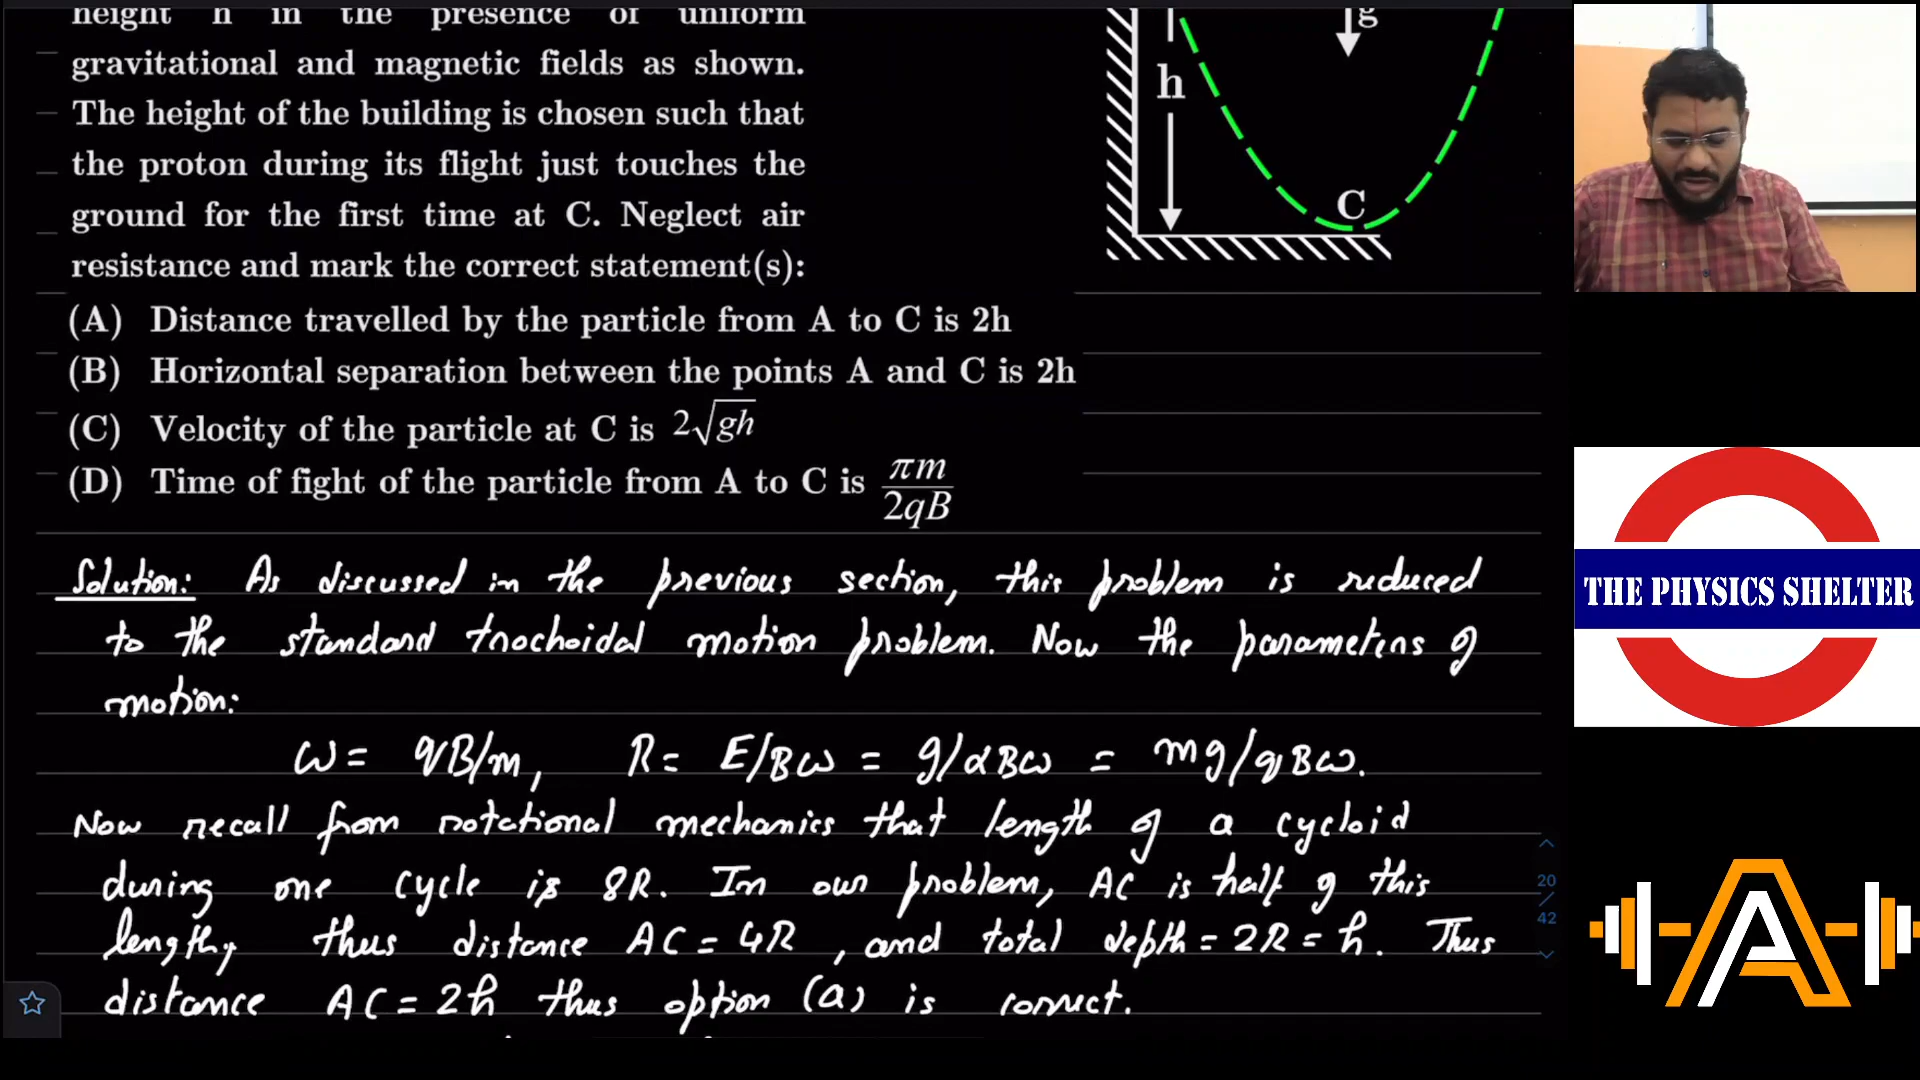 height h in the presence of uniform
gravitational and magnetic fields as shown.
The height of the building is chosen such that
the proton during its flight just touches the
ground for the first time at C. Neglect air
resistance and mark the correct statement(s):
(A) Distance travelled by the particle from A to C is 2h
(B) Horizontal separation between the points A and C is 2h
(C) Velocity of the particle at C is 2√gh
(D) Time of fight of the particle from A to C is πm/2qB
g
h
C
Solution: As discussed in the previous section, this problem is reduced
to the standard trochoidal motion problem. Now the parameters of
motion:
ω = qB/m, R = E/Bω = g/αBω = mg/qBω.
Now recall from rotational mechanics that length of a cycloid
during one cycle is 8R. In our problem, AC is half of this
length, thus distance AC = 4R, and total depth = 2R = h. Thus
distance AC = 2h thus option (a) is correct.
20
/
42
THE PHYSICS SHELTER